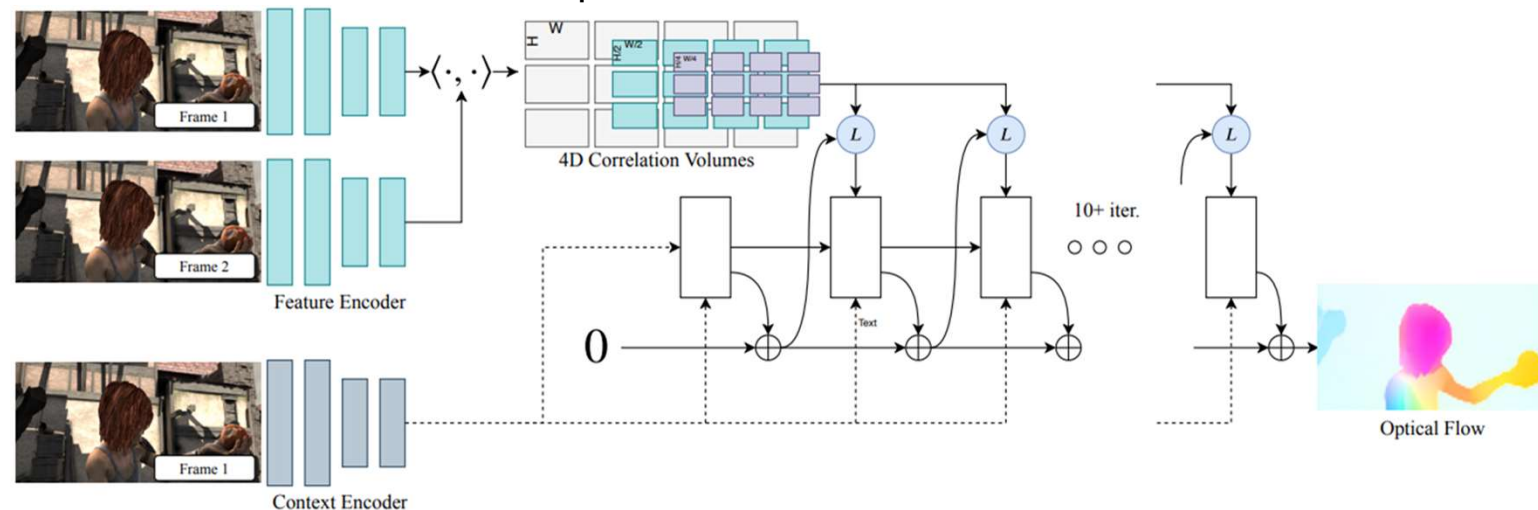 Frame 1
⟨·, ·⟩
H
W
H/2
W/2
H/4
W/4
4D Correlation Volumes
L
L
L
Frame 2
Feature Encoder
10+ iter.
Text
0
Frame 1
Context Encoder
Optical Flow